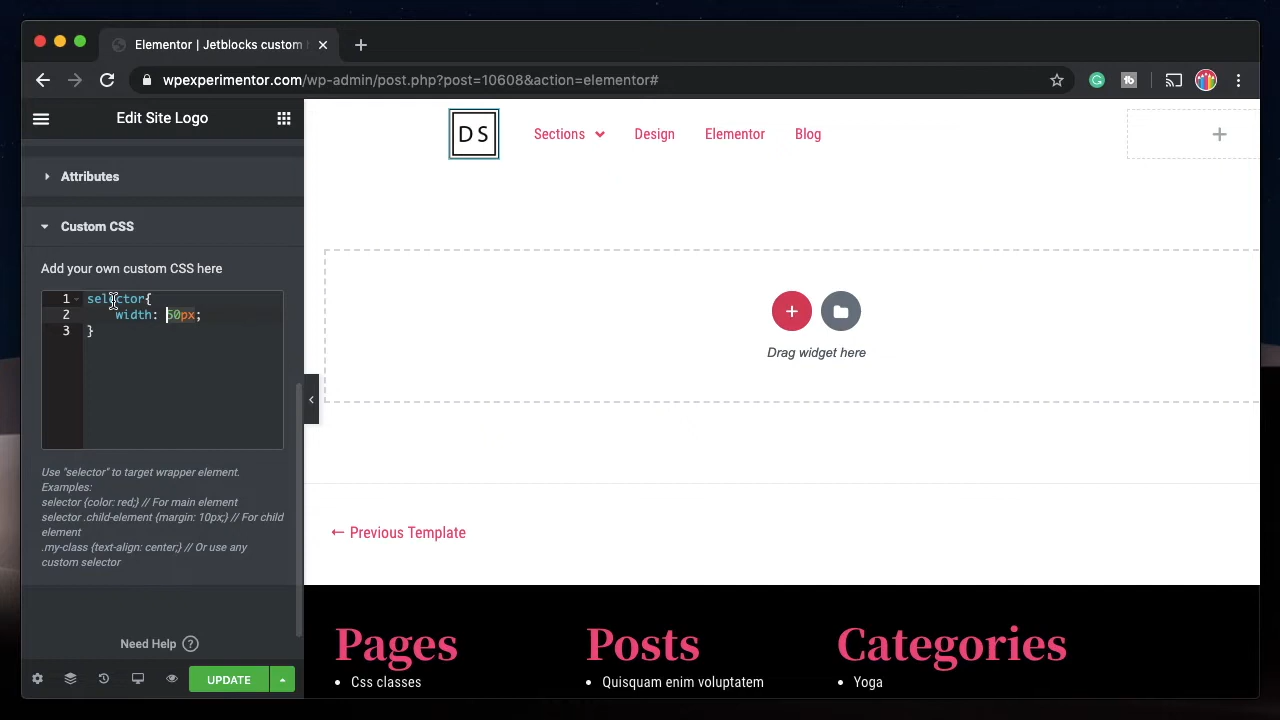 Elementor | Jetblocks custom
wpexperimentor.com/wp-admin/post.php?post=10608&action=elementor#
Edit Site Logo
Attributes
Custom CSS
Add your own custom CSS here
1 selector{
2 width: 50px;
3 }
Use "selector" to target wrapper element.
Examples:
selector {color: red;} // For main element
selector .child-element {margin: 10px;} // For child
element
.my-class {text-align: center;} // Or use any
custom selector
Need Help ?
UPDATE
DS
Sections
Design
Elementor
Blog
Drag widget here
← Previous Template
Pages
• Css classes
Posts
• Quisquam enim voluptatem
Categories
• Yoga